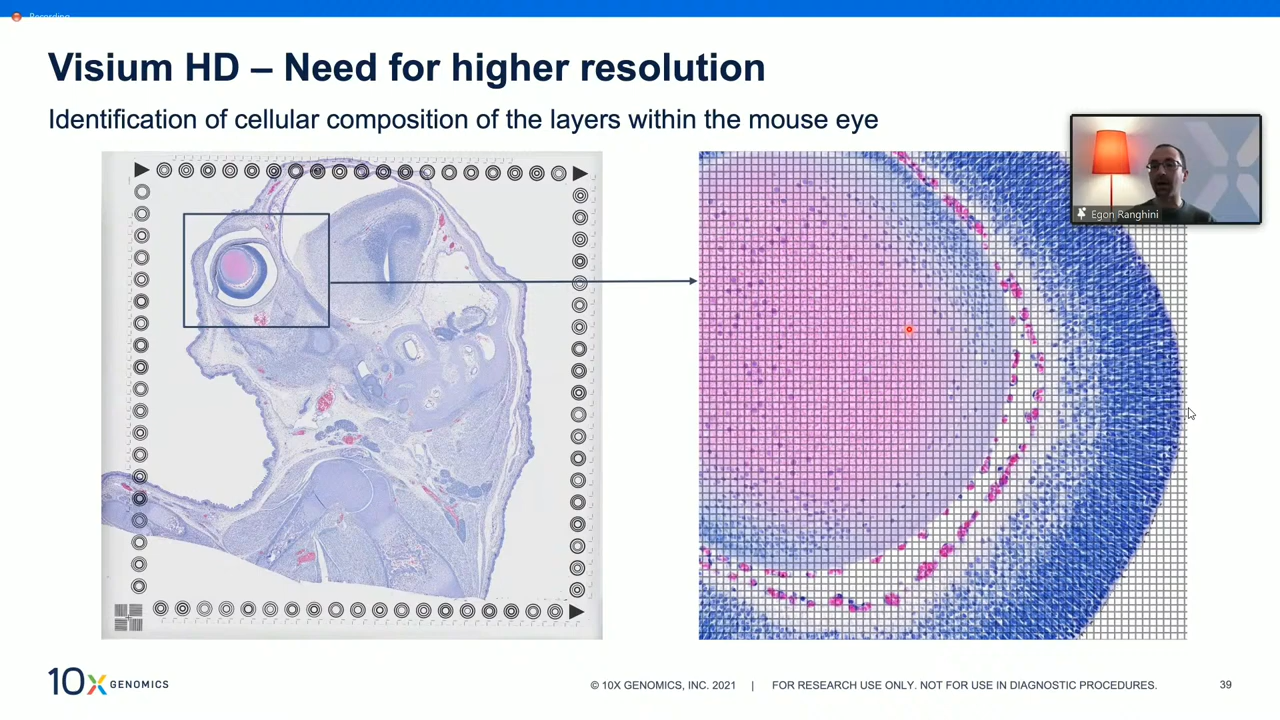 Recording
Visium HD – Need for higher resolution
Identification of cellular composition of the layers within the mouse eye
Egon Ranghini
10X GENOMICS
© 10X GENOMICS, INC. 2021 | FOR RESEARCH USE ONLY. NOT FOR USE IN DIAGNOSTIC PROCEDURES. 39